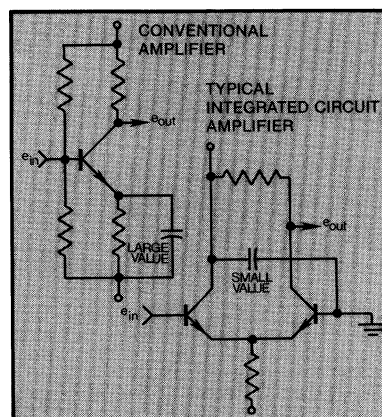 CONVENTIONAL
AMPLIFIER
TYPICAL
INTEGRATED CIRCUIT
AMPLIFIER
eout
ein
LARGE
VALUE
eout
SMALL
VALUE
ein